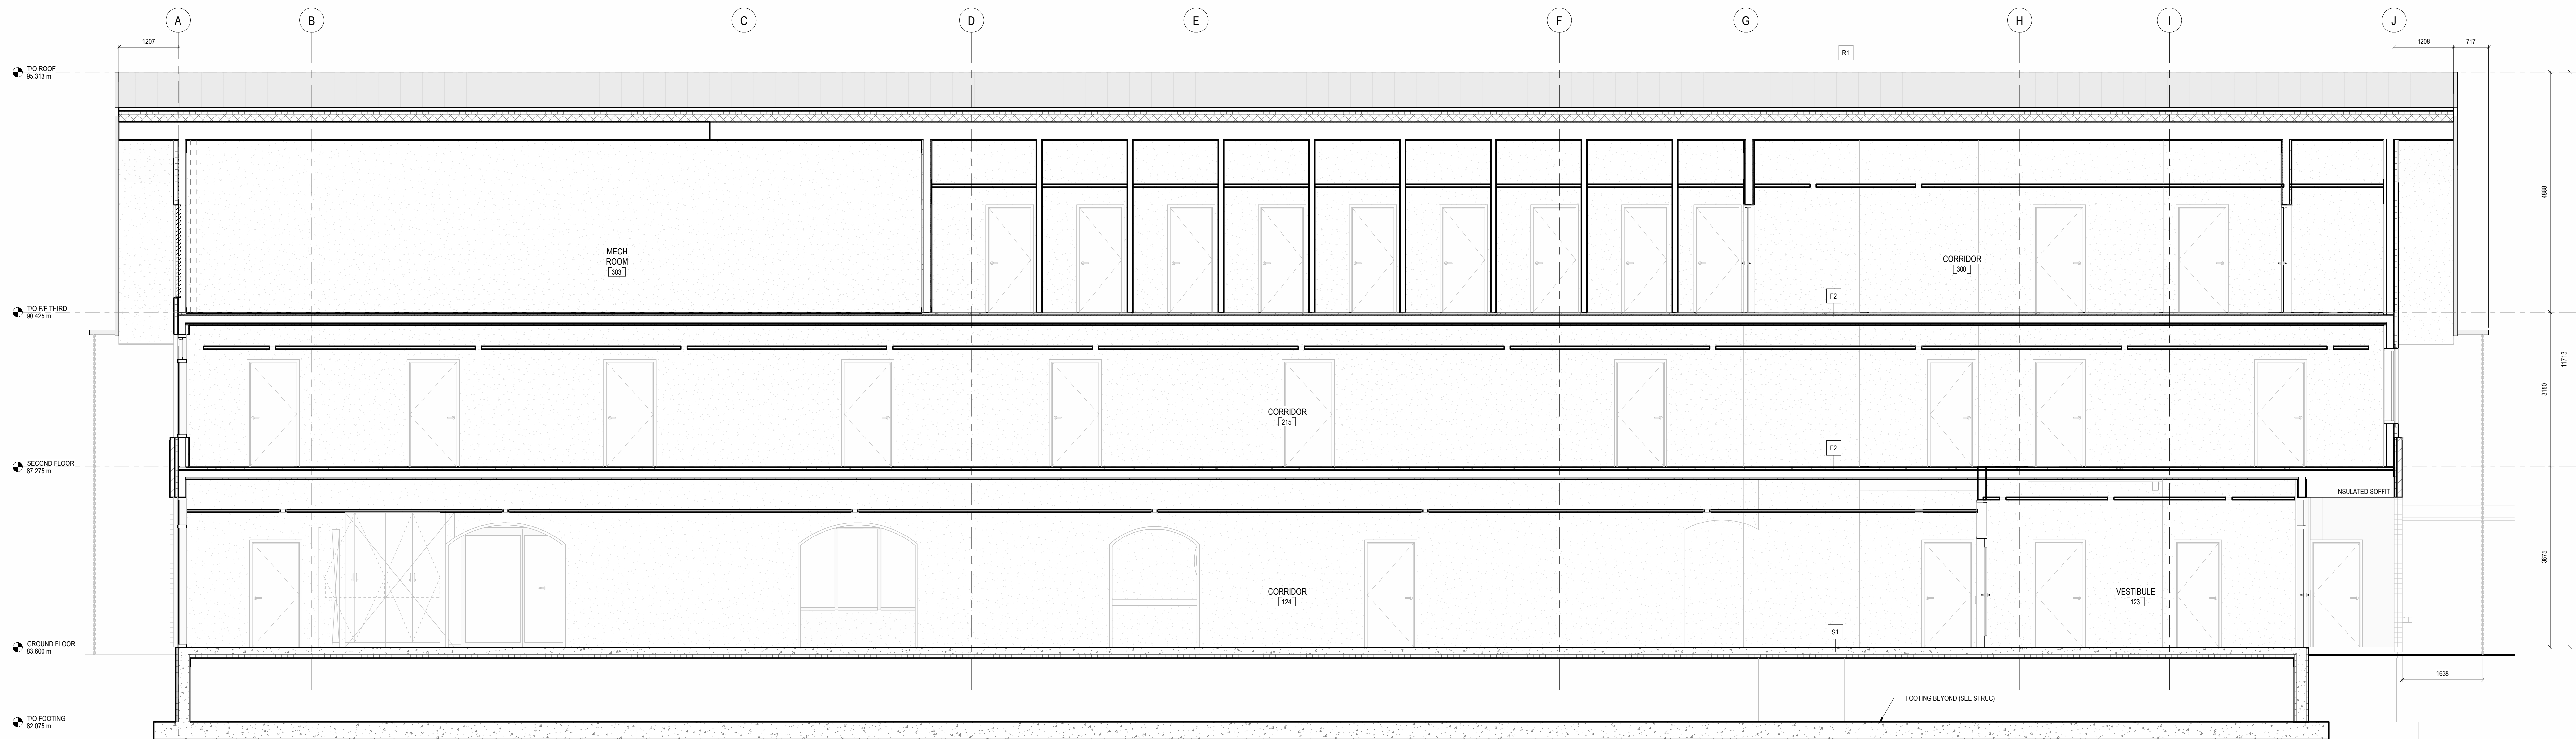 A B C D E F G H I J
1207
R1
1208 717
T/O ROOF
95.313 m
4888
MECH
ROOM
303
CORRIDOR
300
F2
T/O F/F THIRD
90.425 m
11713
3150
CORRIDOR
215
F2
SECOND FLOOR
87.275 m
INSULATED SOFFIT
3675
CORRIDOR
124
VESTIBULE
123
S1
GROUND FLOOR
83.600 m
1638
FOOTING BEYOND (SEE STRUC)
T/O FOOTING
82.075 m